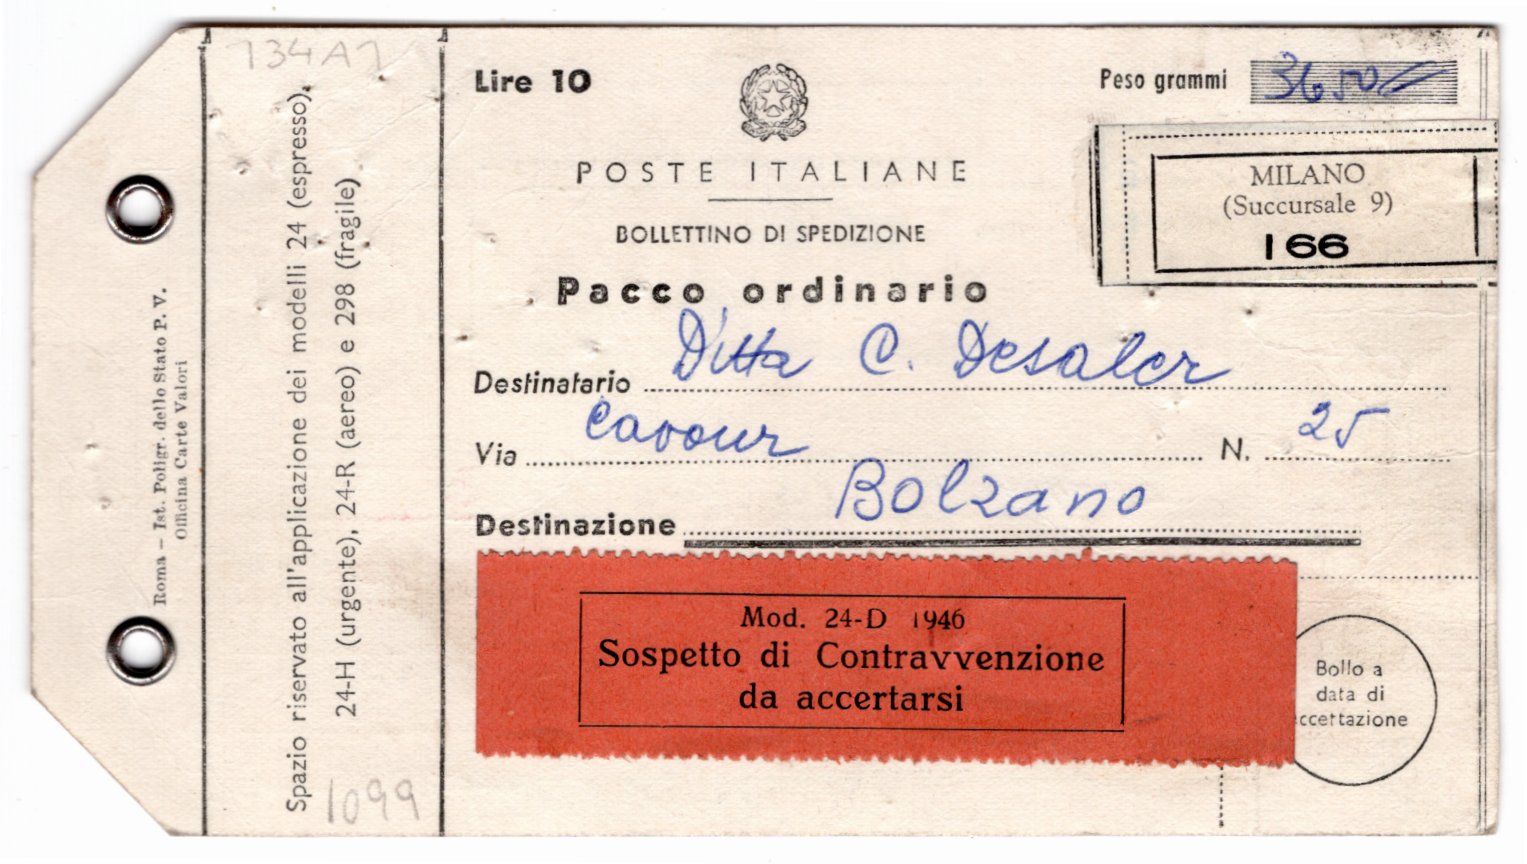 134A1
Lire 10
Peso grammi 3650
POSTE ITALIANE
BOLLETTINO DI SPEDIZIONE
Pacco ordinario
MILANO
(Succursale 9)
166
Destinatario Ditta C. Desaler
Via Cavour N. 25
Destinazione Bolzano
Mod. 24-D 1946
Sospetto di Contravvenzione
da accertarsi
Bollo a
data di
ccettazione
Spazio riservato all'applicazione dei modelli 24 (espresso),
24-H (urgente), 24-R (aereo) e 298 (fragile)
Roma – Ist. Poligr. dello Stato P. V.
Officina Carte Valori
1099